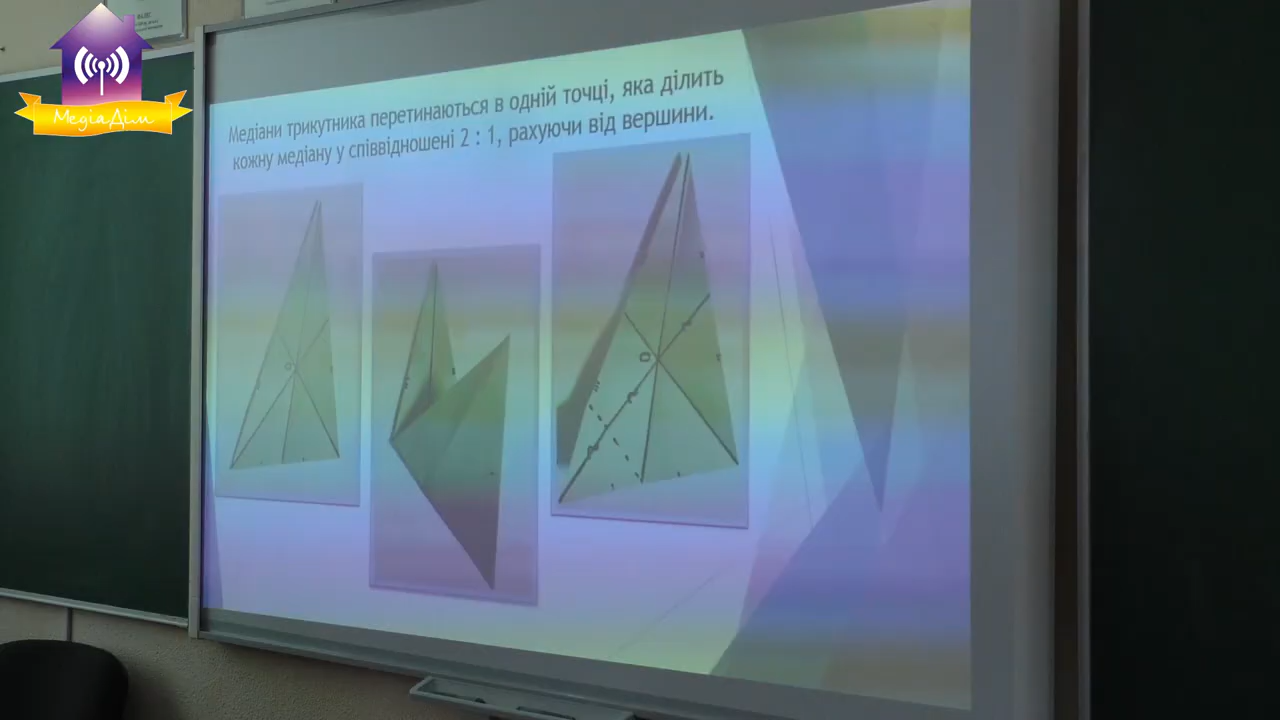 МедіаДім
Медіани трикутника перетинаються в одній точці, яка ділить
кожну медіану у співвідношені 2 : 1, рахуючи від вершини.
O
O